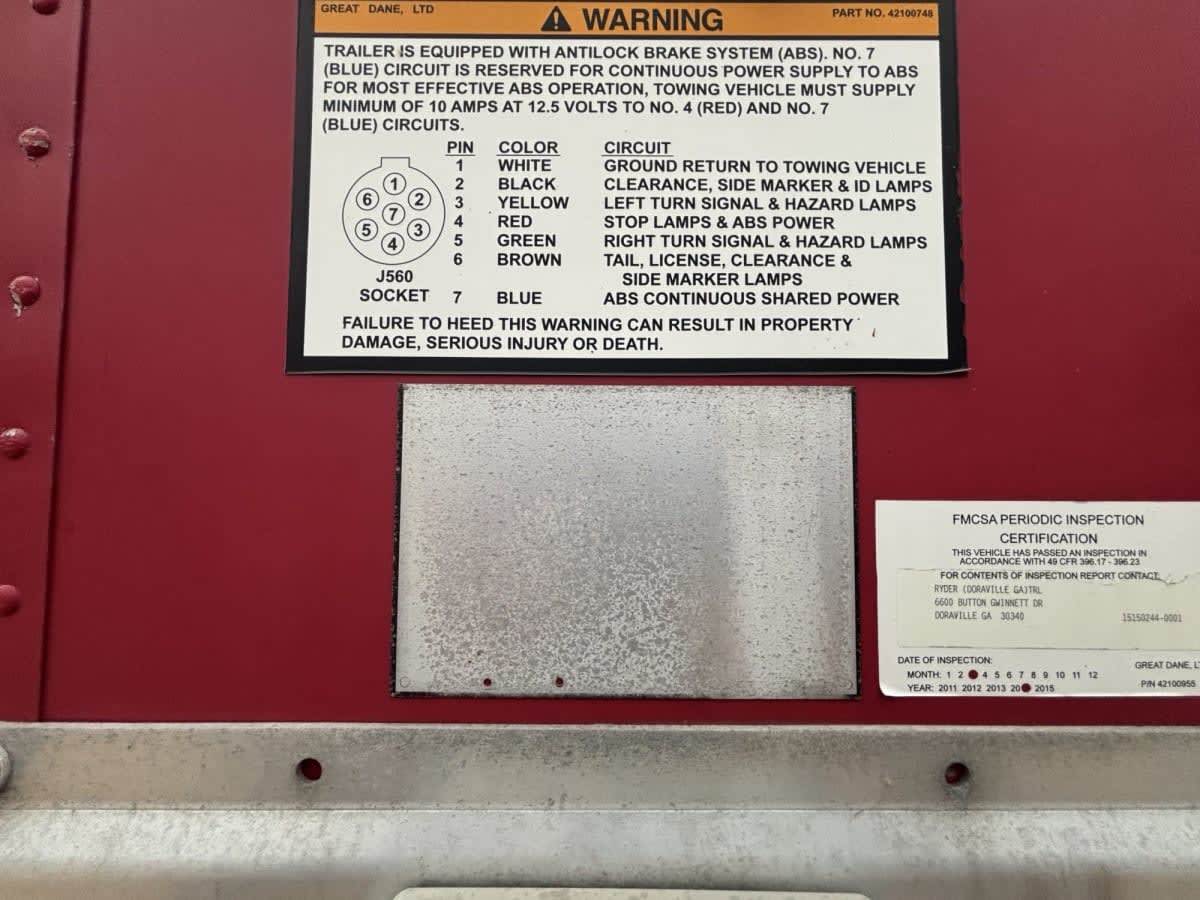 GREAT DANE, LTD
WARNING
PART NO. 42100748
TRAILER IS EQUIPPED WITH ANTILOCK BRAKE SYSTEM (ABS). NO. 7
(BLUE) CIRCUIT IS RESERVED FOR CONTINUOUS POWER SUPPLY TO ABS
FOR MOST EFFECTIVE ABS OPERATION, TOWING VEHICLE MUST SUPPLY
MINIMUM OF 10 AMPS AT 12.5 VOLTS TO NO. 4 (RED) AND NO. 7
(BLUE) CIRCUITS.
PIN COLOR CIRCUIT
1 WHITE GROUND RETURN TO TOWING VEHICLE
2 BLACK CLEARANCE, SIDE MARKER & ID LAMPS
3 YELLOW LEFT TURN SIGNAL & HAZARD LAMPS
4 RED STOP LAMPS & ABS POWER
5 GREEN RIGHT TURN SIGNAL & HAZARD LAMPS
6 BROWN TAIL, LICENSE, CLEARANCE &
SIDE MARKER LAMPS
7 BLUE ABS CONTINUOUS SHARED POWER
1
6 2
7
5 3
4
J560
SOCKET
FAILURE TO HEED THIS WARNING CAN RESULT IN PROPERTY
DAMAGE, SERIOUS INJURY OR DEATH.
FMCSA PERIODIC INSPECTION
CERTIFICATION
THIS VEHICLE HAS PASSED AN INSPECTION IN
ACCORDANCE WITH 49 CFR 396.17 - 396.23
FOR CONTENTS OF INSPECTION REPORT CONTACT:
RYDER (DORAVILLE GA)TRL
6600 BUTTON GWINNETT DR
DORAVILLE GA 30340 15150244-0001
DATE OF INSPECTION:
MONTH: 1 2 4 5 6 7 8 9 10 11 12
YEAR: 2011 2012 2013 20 2015
GREAT DANE, LT
P/N 42100955